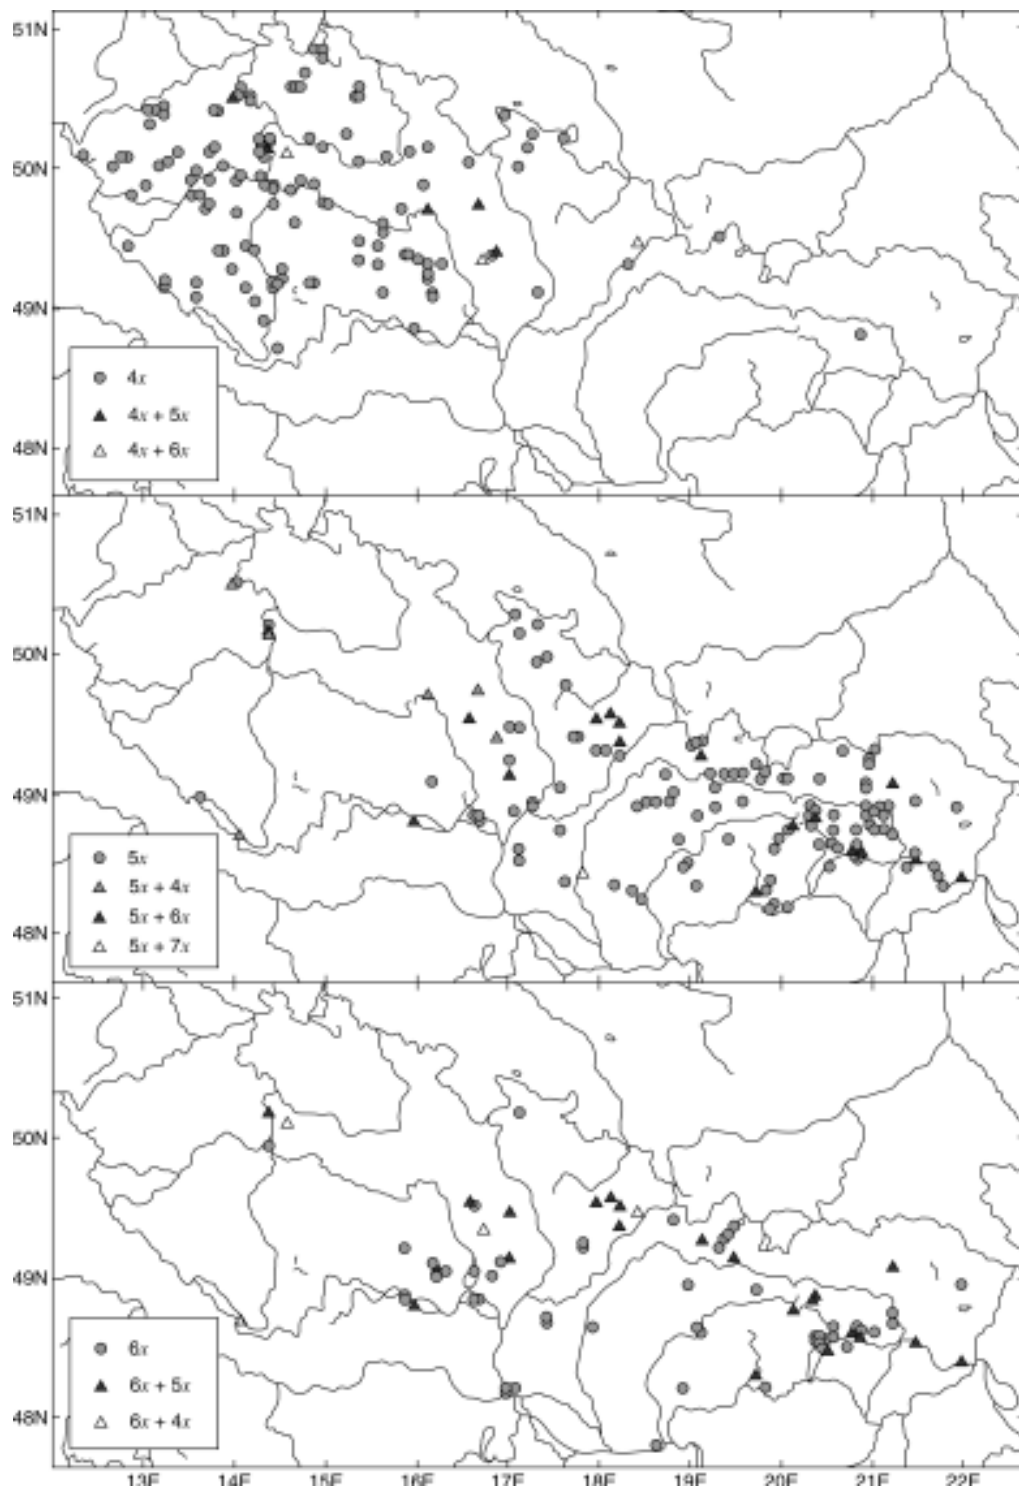 51N
50N
49N
4x
4x + 5x
4x + 6x
48N
51N
50N
49N
5x
5x + 4x
5x + 6x
5x + 7x
48N
51N
50N
49N
6x
6x + 5x
6x + 4x
48N
13E 14E 15E 16E 17E 18E 19E 20E 21E 22E